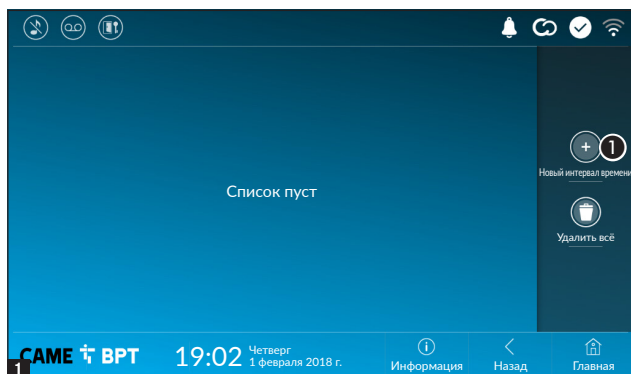 1
Новый интервал времени
Список пуст
Удалить всё
CAME BPT
19:02
Четверг
1 февраля 2018 г.
Информация
Назад
Главная
1